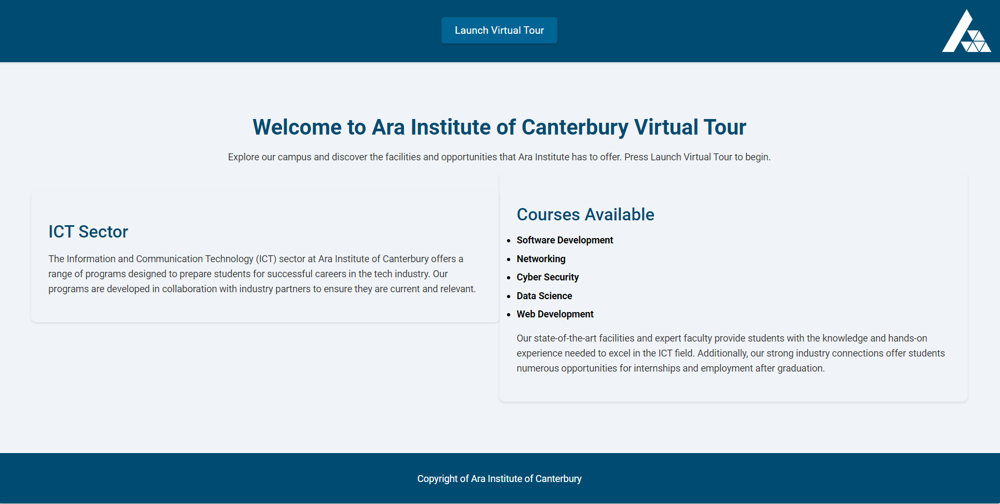 Launch Virtual Tour
Welcome to Ara Institute of Canterbury Virtual Tour
Explore our campus and discover the facilities and opportunities that Ara Institute has to offer. Press Launch Virtual Tour to begin.
ICT Sector
The Information and Communication Technology (ICT) sector at Ara Institute of Canterbury offers a
range of programs designed to prepare students for successful careers in the tech industry. Our
programs are developed in collaboration with industry partners to ensure they are current and relevant.
Courses Available
• Software Development
• Networking
• Cyber Security
• Data Science
• Web Development
Our state-of-the-art facilities and expert faculty provide students with the knowledge and hands-on
experience needed to excel in the ICT field. Additionally, our strong industry connections offer students
numerous opportunities for internships and employment after graduation.
Copyright of Ara Institute of Canterbury